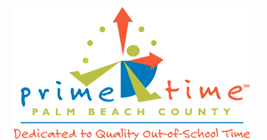 prime time
PALM BEACH COUNTY
Dedicated to Quality Out-of-School Time